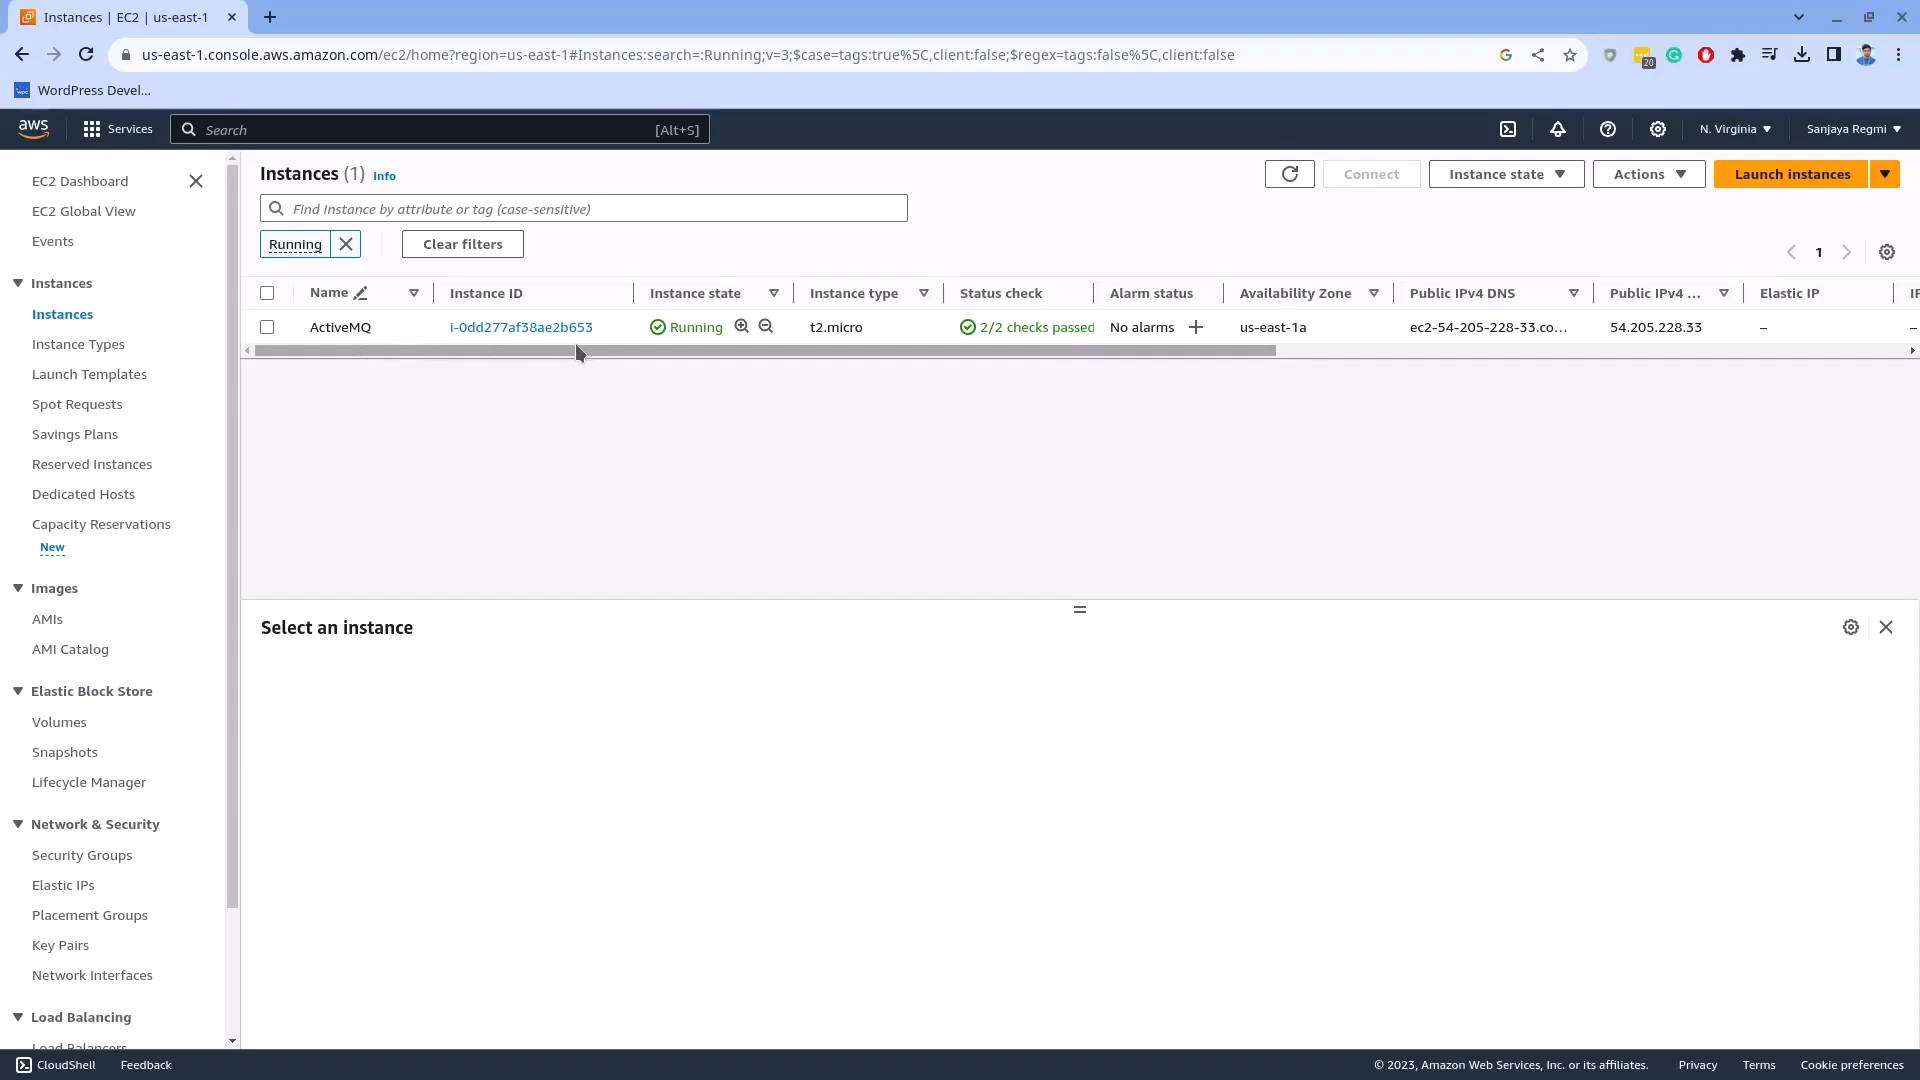 Instances | EC2 | us-east-1
us-east-1.console.aws.amazon.com/ec2/home?region=us-east-1#Instances:search=:Running;v=3;$case=tags:true%5C,client:false;$regex=tags:false%5C,client:false
20
WordPress Devel...
aws
Services
Search
[Alt+S]
N. Virginia
Sanjaya Regmi
EC2 Dashboard
EC2 Global View
Events
Instances
Instances
Instance Types
Launch Templates
Spot Requests
Savings Plans
Reserved Instances
Dedicated Hosts
Capacity Reservations
New
Images
AMIs
AMI Catalog
Elastic Block Store
Volumes
Snapshots
Lifecycle Manager
Network & Security
Security Groups
Elastic IPs
Placement Groups
Key Pairs
Network Interfaces
Load Balancing
Load Balancers
Instances (1) Info
Connect
Instance state
Actions
Launch instances
Find Instance by attribute or tag (case-sensitive)
Running
Clear filters
1
Name Instance ID Instance state Instance type Status check Alarm status Availability Zone Public IPv4 DNS Public IPv4 ... Elastic IP
ActiveMQ i-0dd277af38ae2b653 Running t2.micro 2/2 checks passed No alarms us-east-1a ec2-54-205-228-33.co... 54.205.228.33 – –
Select an instance
CloudShell
Feedback
© 2023, Amazon Web Services, Inc. or its affiliates.
Privacy
Terms
Cookie preferences